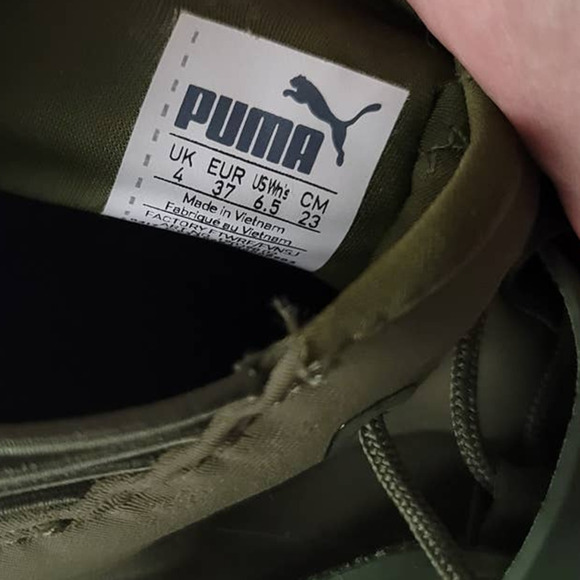 PUMA
UK EUR US Wn's CM
4 37 6.5 23
Made in Vietnam
Fabriqué au Vietnam